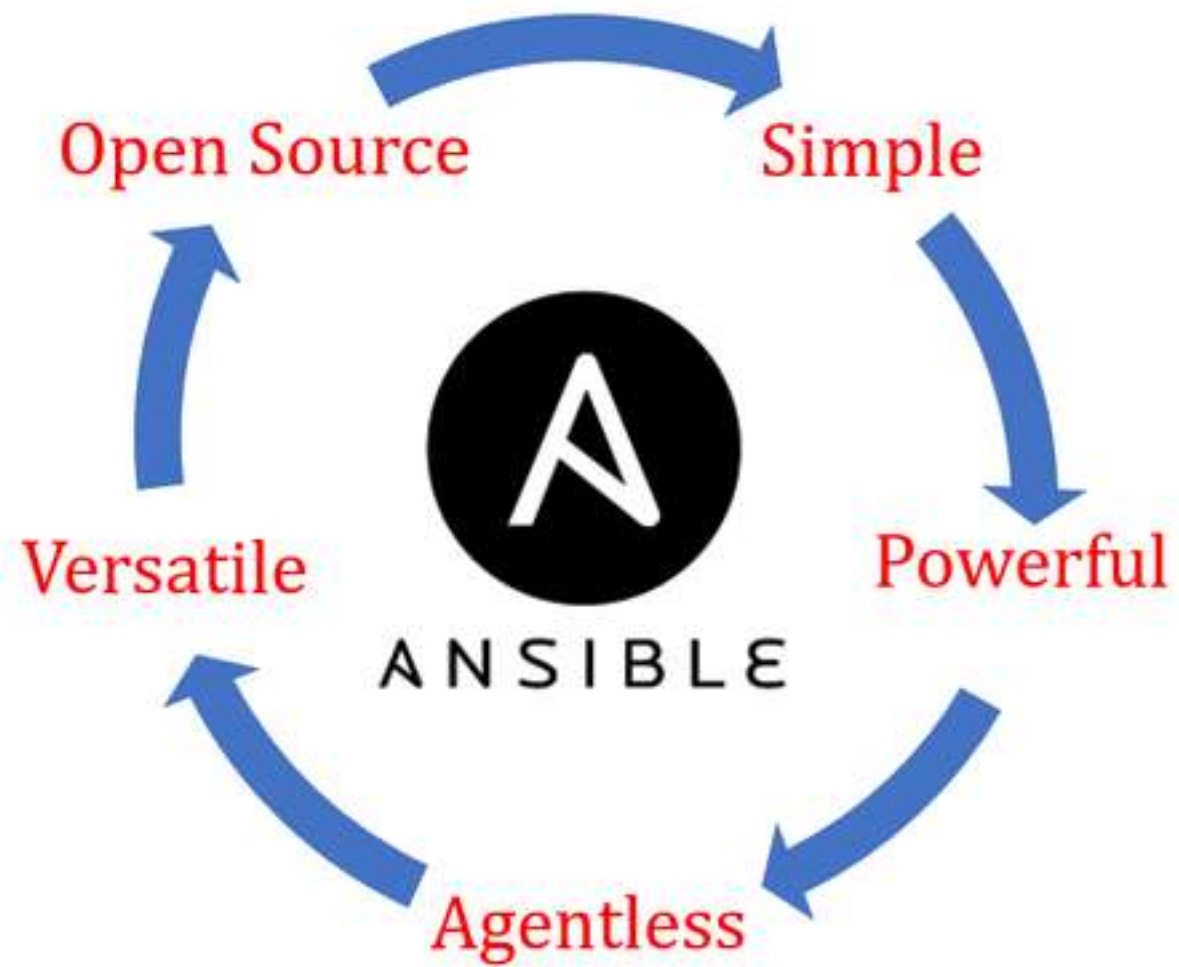 Open Source
Simple
Powerful
Agentless
Versatile
ANSIBLE